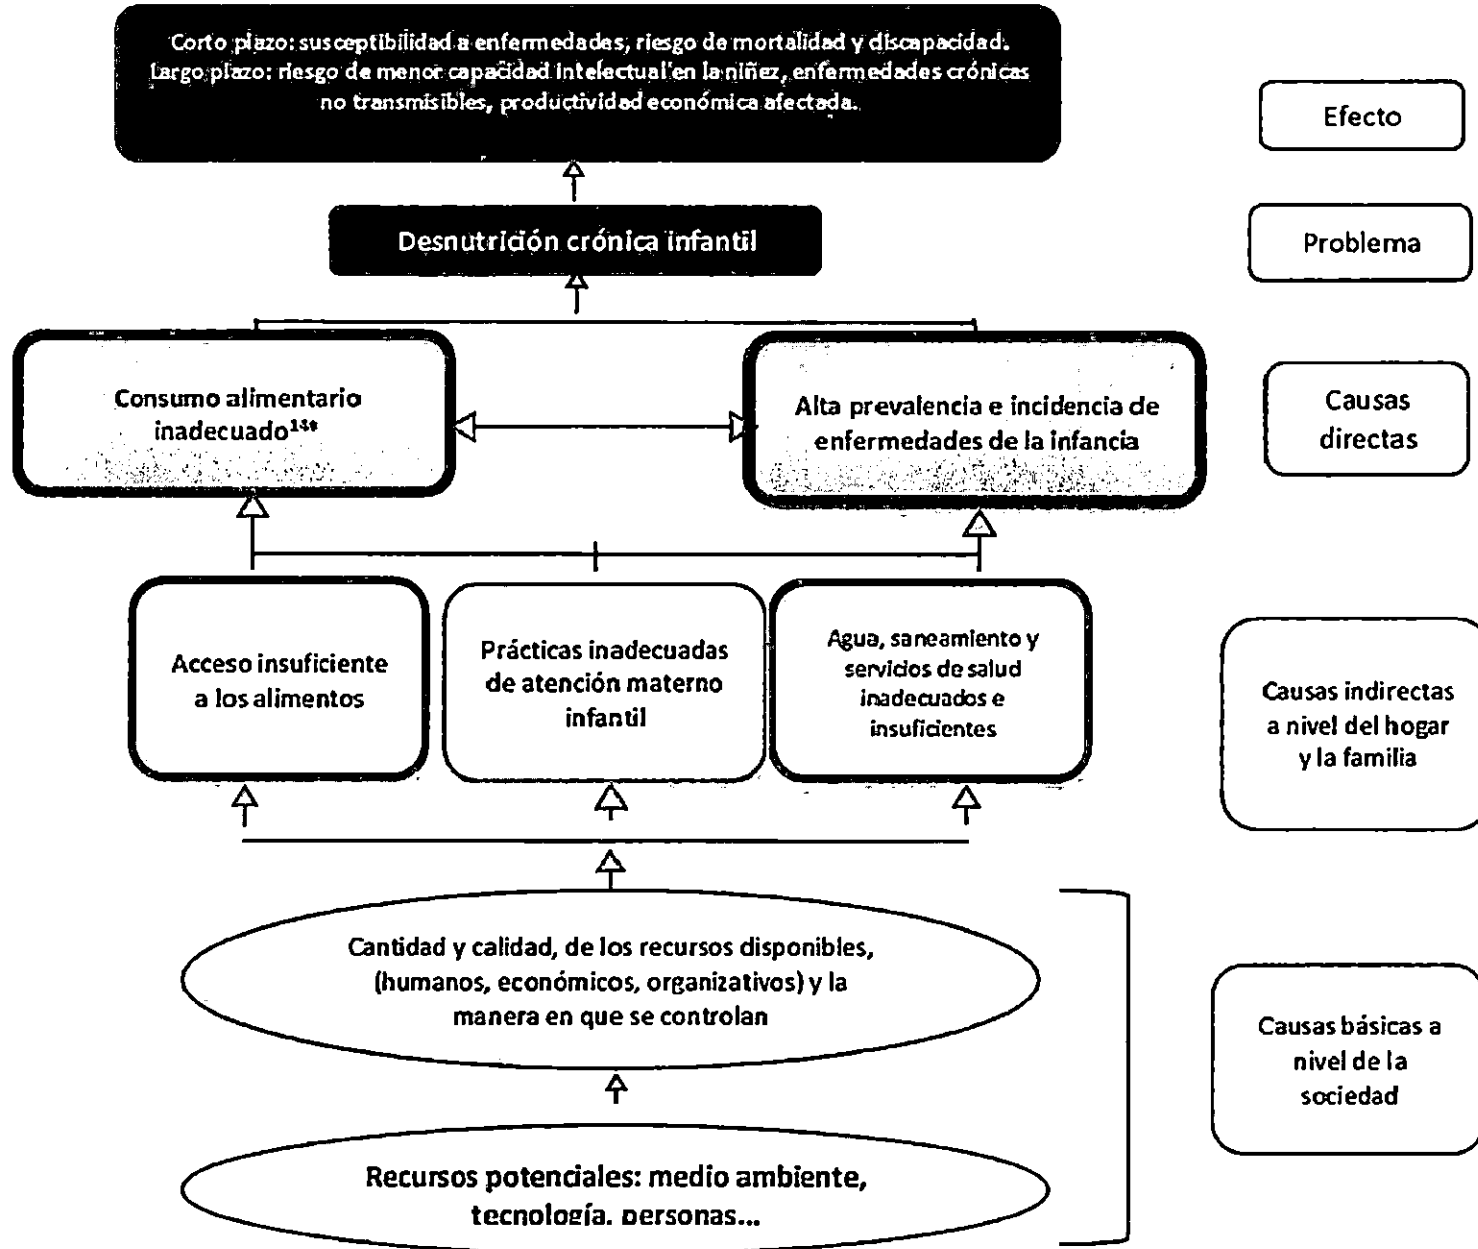 Corto plazo: susceptibilidad a enfermedades, riesgo de mortalidad y discapacidad.
Largo plazo: riesgo de menor capacidad intelectual en la niñez, enfermedades crónicas
no transmisibles, productividad económica afectada.
Efecto
Desnutrición crónica infantil
Problema
Consumo alimentario
inadecuado
Alta prevalencia e incidencia de
enfermedades de la infancia
Causas
directas
Acceso insuficiente
a los alimentos
Prácticas inadecuadas
de atención materno
infantil
Agua, saneamiento y
servicios de salud
inadecuados e
insuficientes
Causas indirectas
a nivel del hogar
y la familia
Cantidad y calidad, de los recursos disponibles,
(humanos, económicos, organizativos) y la
manera en que se controlan
Causas básicas a
nivel de la
sociedad
Recursos potenciales: medio ambiente,
tecnología, personas...